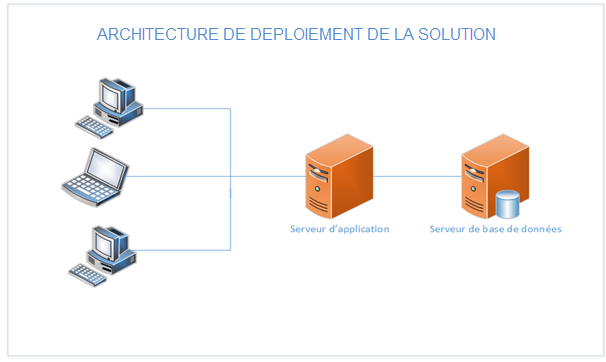 ARCHITECTURE DE DEPLOIEMENT DE LA SOLUTION
Serveur d'application
Serveur de base de données